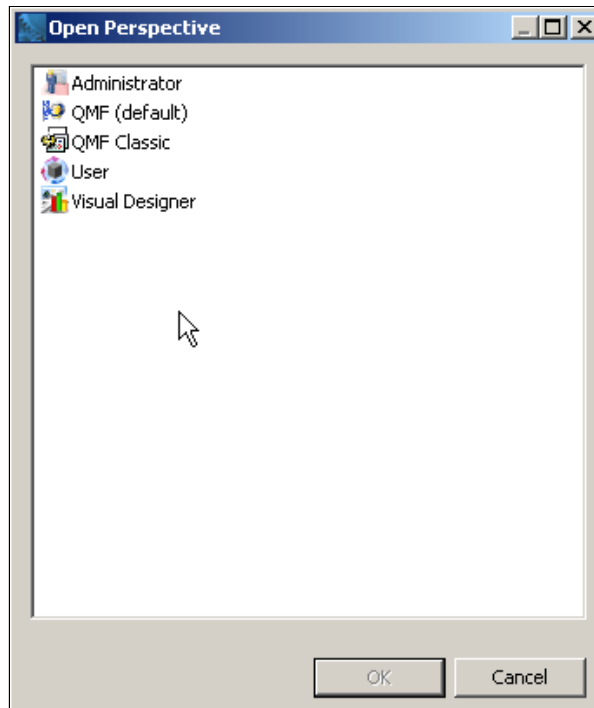 Open Perspective
Administrator
QMF (default)
QMF Classic
User
Visual Designer
OK
Cancel